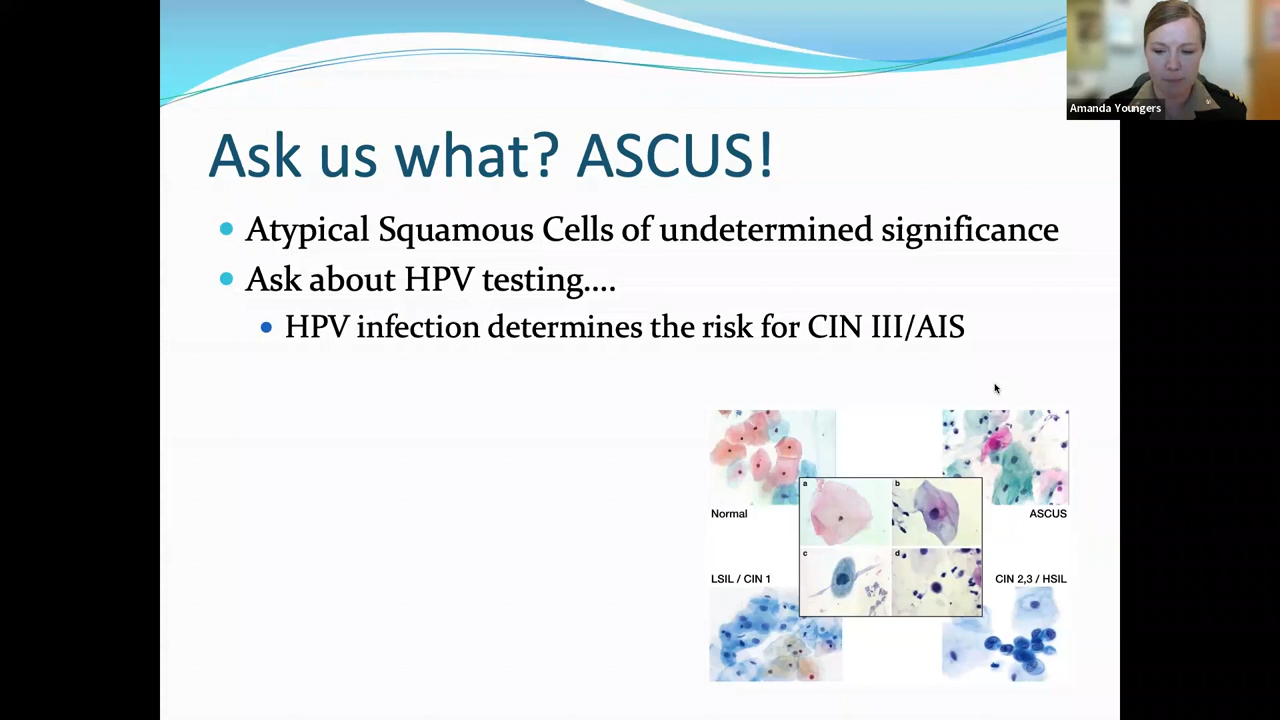 Amanda Youngers
Ask us what? ASCUS!
Atypical Squamous Cells of undetermined significance
Ask about HPV testing....
HPV infection determines the risk for CIN III/AIS
a
b
Normal
ASCUS
c
d
LSIL / CIN 1
CIN 2,3 / HSIL